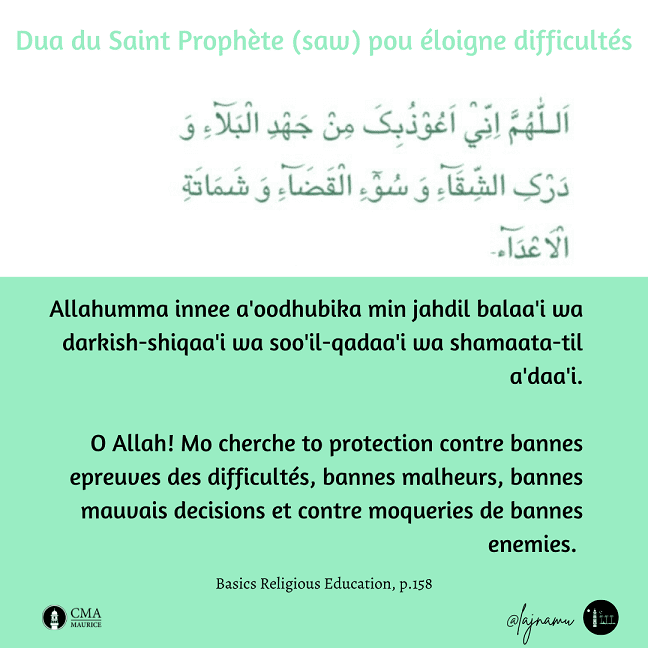 Dua du Saint Prophète (saw) pou éloigne difficultés
اَللّٰهُمَّ اِنِّيْٓ اَعُوْذُبِکَ مِنْ جَهْدِ الْبَلَآءِ وَ
دَرْکِ الشِّقَآءِ وَ سُوْٓءِ الْقَضَآءِ وَ شَمَاتَةِ
الْاَعْدَآءِ۔
Allahumma innee a'oodhubika min jahdil balaa'i wa
darkish-shiqaa'i wa soo'il-qadaa'i wa shamaata-til
a'daa'i.
O Allah! Mo cherche to protection contre bannes
epreuves des difficultés, bannes malheurs, bannes
mauvais decisions et contre moqueries de bannes
enemies.
Basics Religious Education, p.158
CMA
MAURICE
@lajnamu